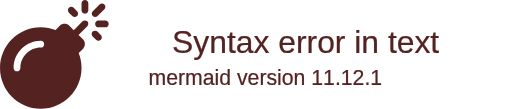 Syntax error in text
mermaid version 11.12.1